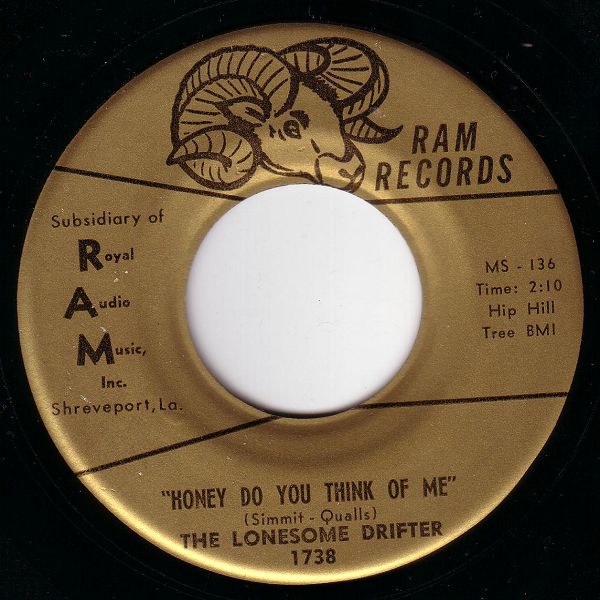 RAM
RECORDS
Subsidiary of
Royal
Audio
Music,
Inc.
Shreveport, La.
MS - 136
Time: 2:10
Hip Hill
Tree BMI
"HONEY DO YOU THINK OF ME"
(Simmit - Qualls)
THE LONESOME DRIFTER
1738